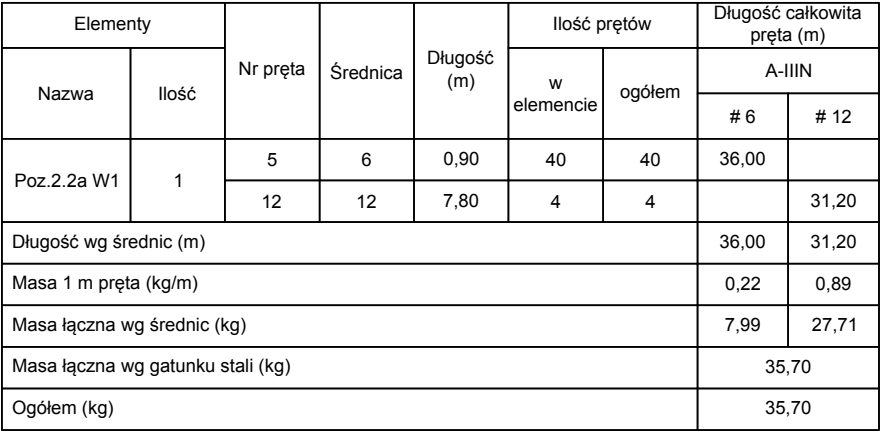 Elementy
Nr pręta
Średnica
Długość
(m)
Ilość prętów
Długość całkowita
pręta (m)
Nazwa
Ilość
w
elemencie
ogółem
A-IIIN
# 6
# 12
Poz.2.2a W1
1
5
6
0,90
40
40
36,00
12
12
7,80
4
4
31,20
Długość wg średnic (m)
36,00
31,20
Masa 1 m pręta (kg/m)
0,22
0,89
Masa łączna wg średnic (kg)
7,99
27,71
Masa łączna wg gatunku stali (kg)
35,70
Ogółem (kg)
35,70